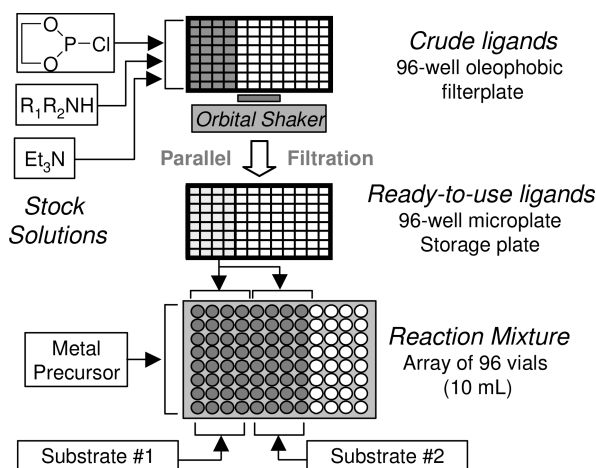 O
P-Cl
O
R1R2NH
Et3N
Stock
Solutions
Crude ligands
96-well oleophobic
filterplate
Orbital Shaker
Parallel Filtration
Ready-to-use ligands
96-well microplate
Storage plate
Metal
Precursor
Reaction Mixture
Array of 96 vials
(10 mL)
Substrate #1
Substrate #2